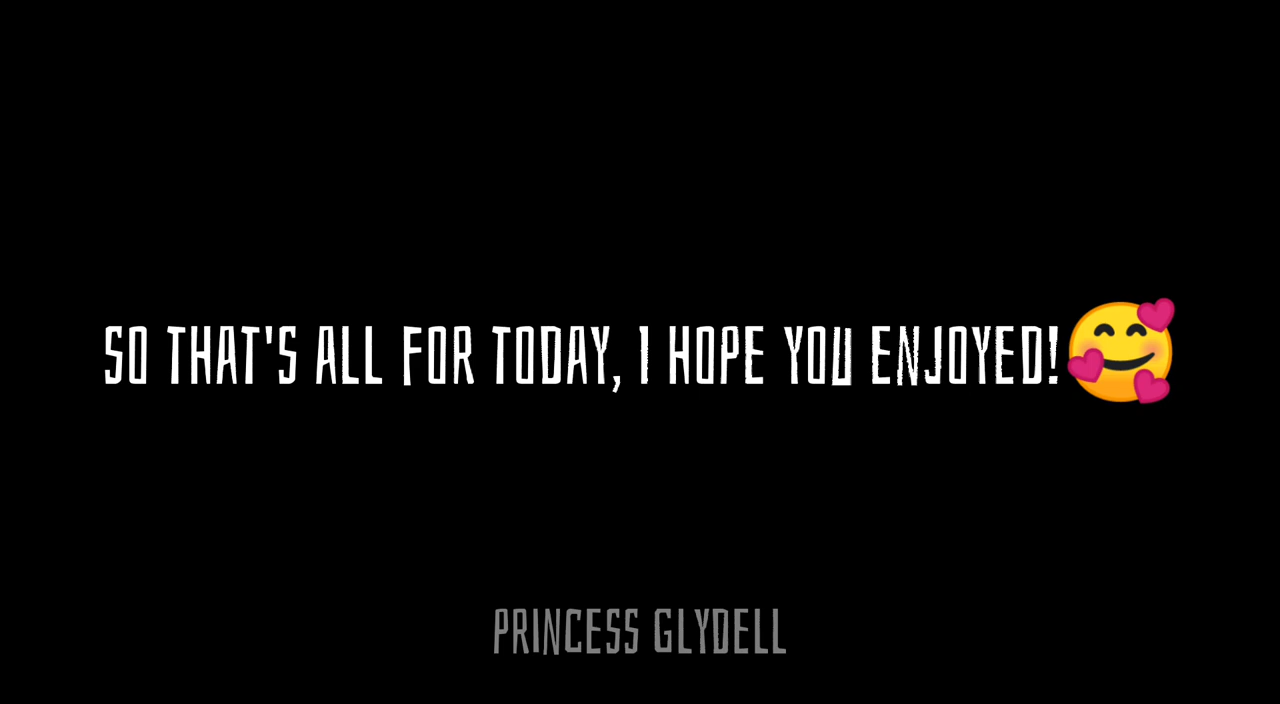 SO THAT'S ALL FOR TODAY, I HOPE YOU ENJOYED!🥰
PRINCESS GLYDELL